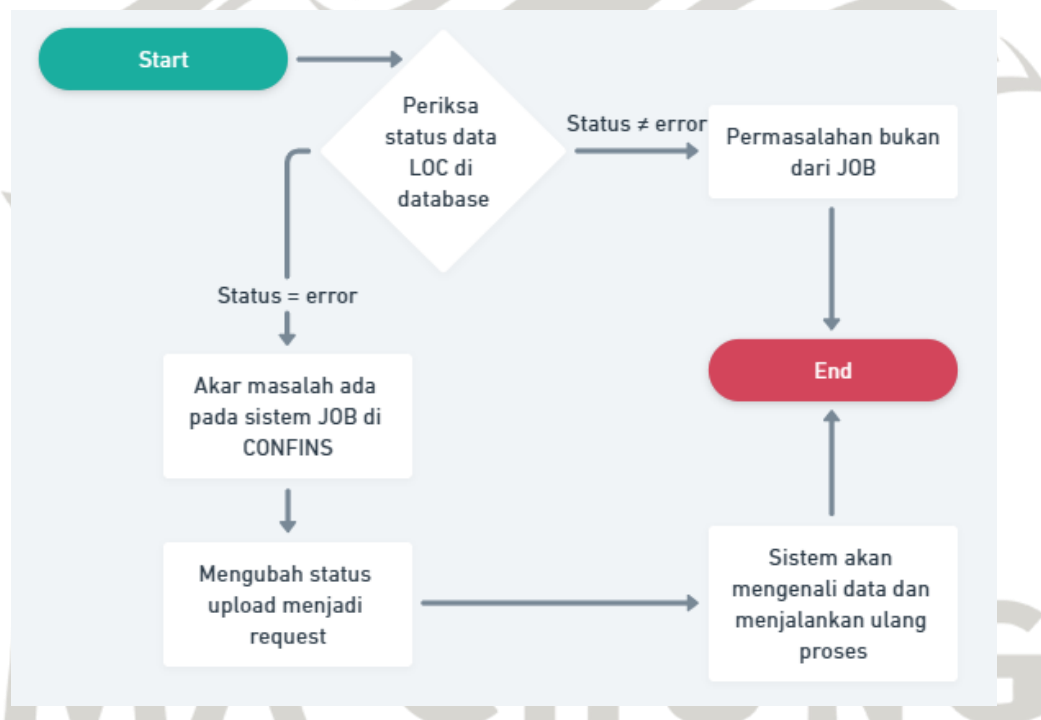 Start
Periksa
status data
LOC di
database
Status ≠ error
Permasalahan bukan
dari JOB
Status = error
Akar masalah ada
pada sistem JOB di
CONFINS
End
Mengubah status
upload menjadi
request
Sistem akan
mengenali data dan
menjalankan ulang
proses